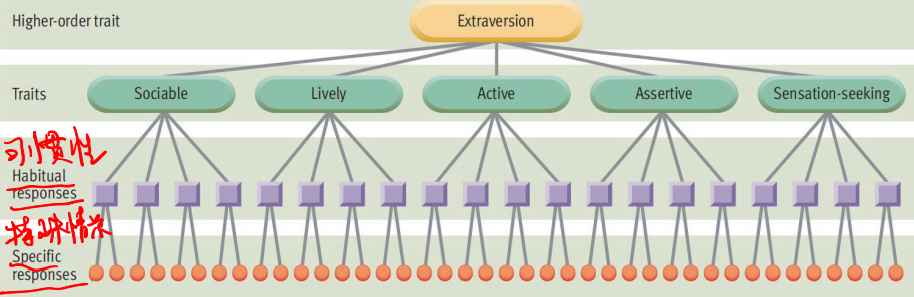 Higher-order trait
Extraversion
Traits
Sociable
Lively
Active
Assertive
Sensation-seeking
习惯性
Habitual
responses
特殊情景
Specific
responses